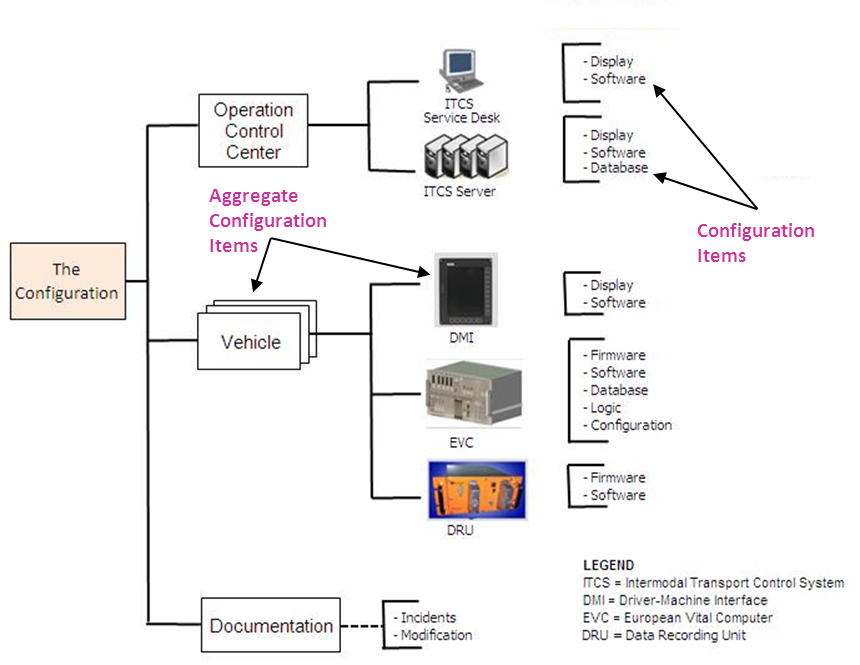 - Display
- Software
ITCS
Service Desk
Operation
Control
Center
- Display
- Software
- Database
ITCS Server
Aggregate
Configuration
Items
Configuration
Items
The
Configuration
- Display
- Software
DMI
Vehicle
- Firmware
- Software
- Database
- Logic
- Configuration
EVC
- Firmware
- Software
DRU
LEGEND
ITCS = Intermodal Transport Control System
DMI = Driver-Machine Interface
EVC = European Vital Computer
DRU = Data Recording Unit
Documentation
- Incidents
- Modification